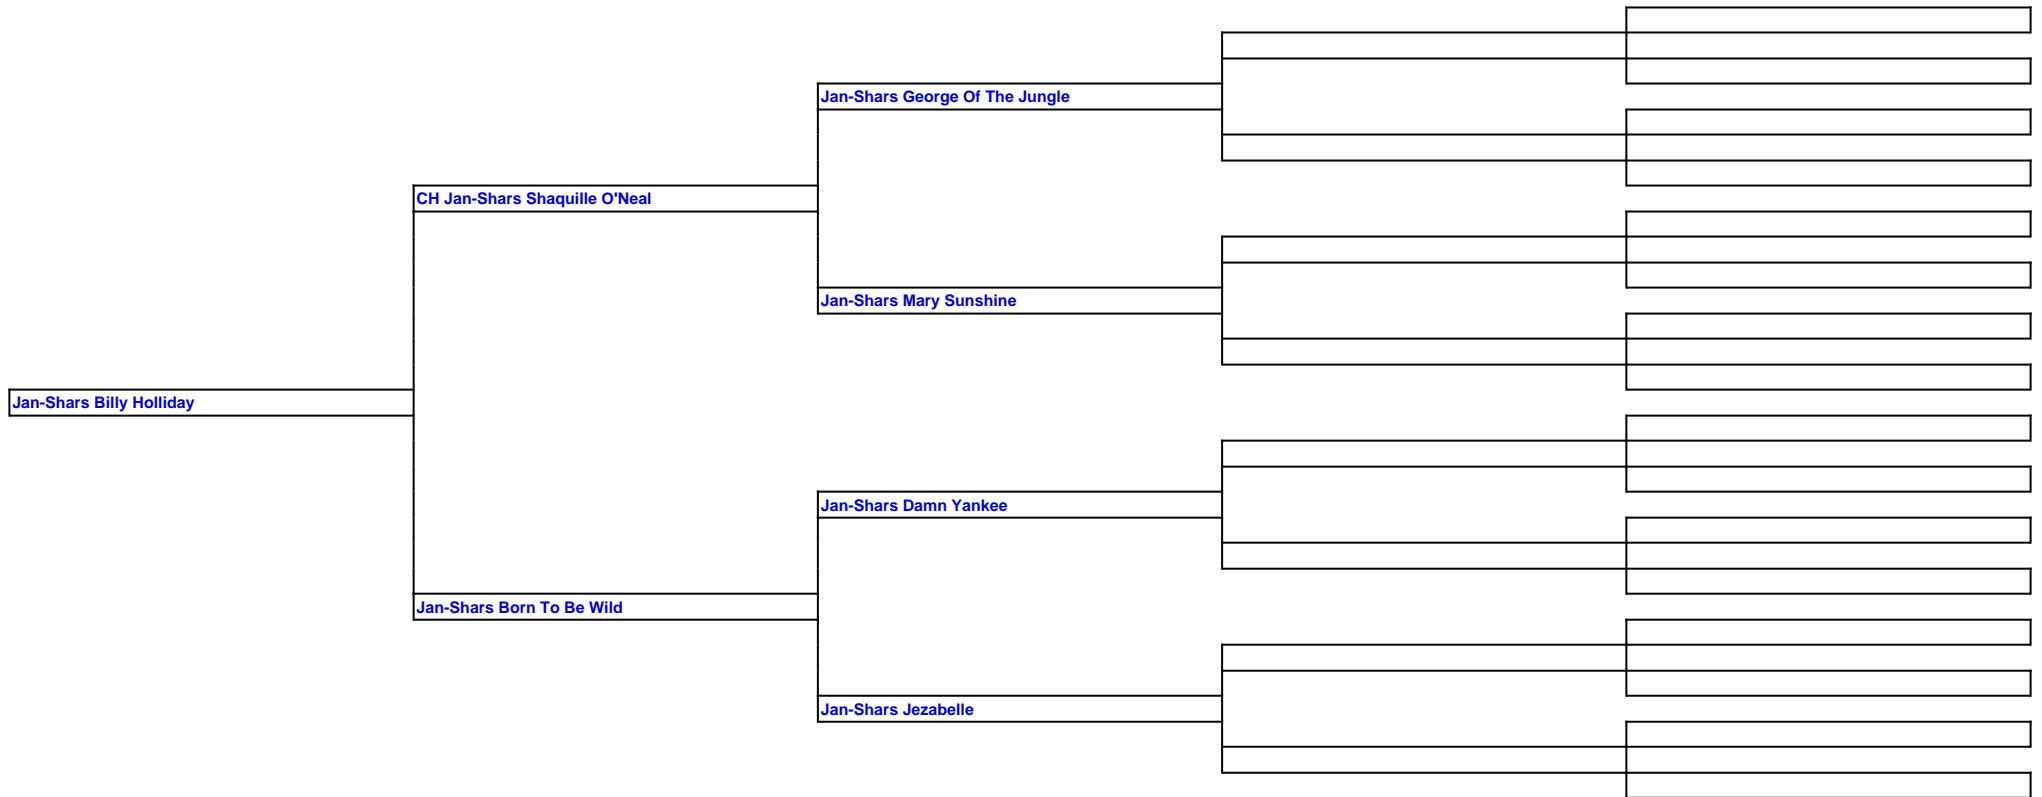 Jan-Shars George Of The Jungle
CH Jan-Shars Shaquille O'Neal
Jan-Shars Mary Sunshine
Jan-Shars Billy Holliday
Jan-Shars Damn Yankee
Jan-Shars Born To Be Wild
Jan-Shars Jezabelle